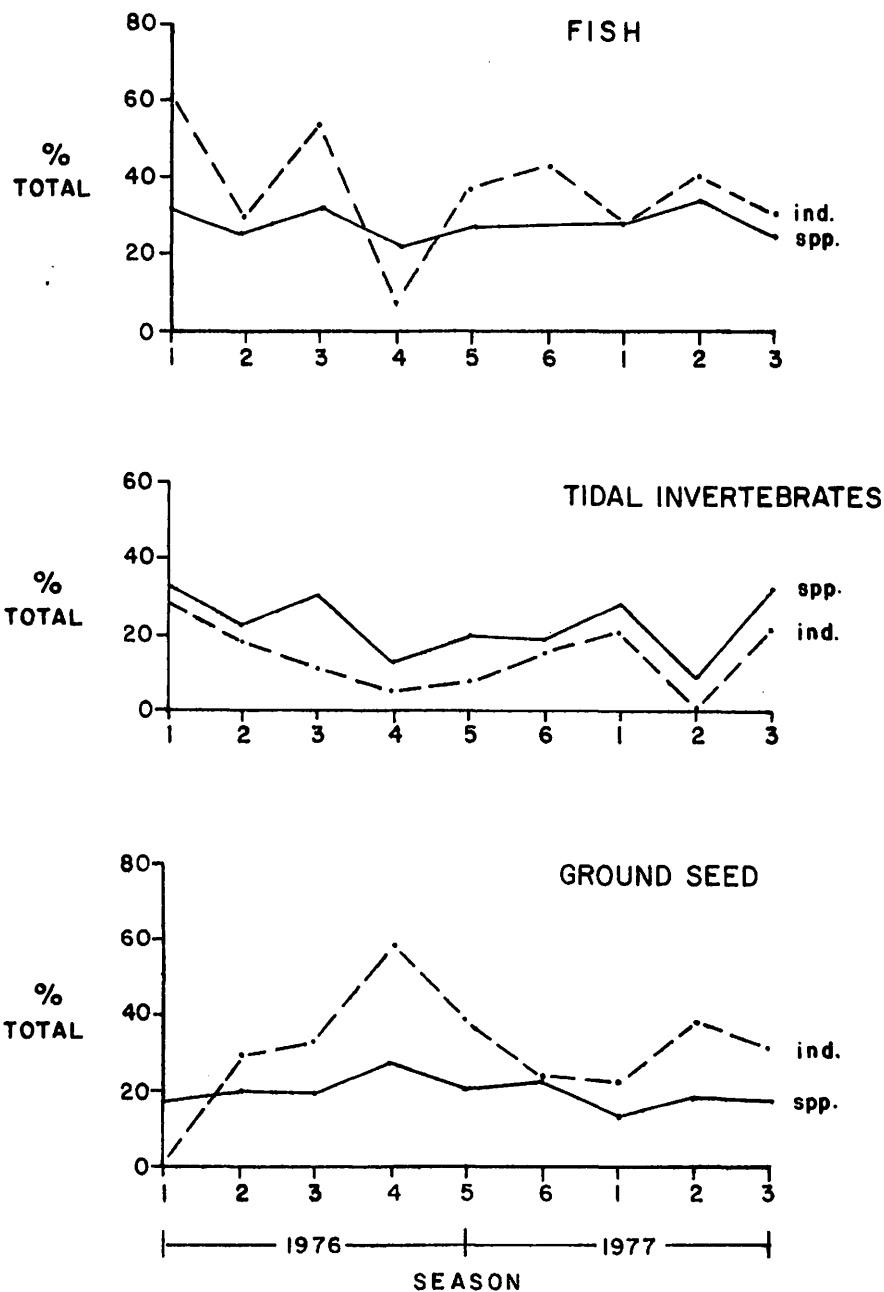 FISH
80
60
40
20
0
% TOTAL
ind.
spp.
1 2 3 4 5 6 1 2 3
TIDAL INVERTEBRATES
60
40
20
0
% TOTAL
spp.
ind.
1 2 3 4 5 6 1 2 3
GROUND SEED
80
60
40
20
0
% TOTAL
ind.
spp.
1 2 3 4 5 6 1 2 3
1976 1977
SEASON